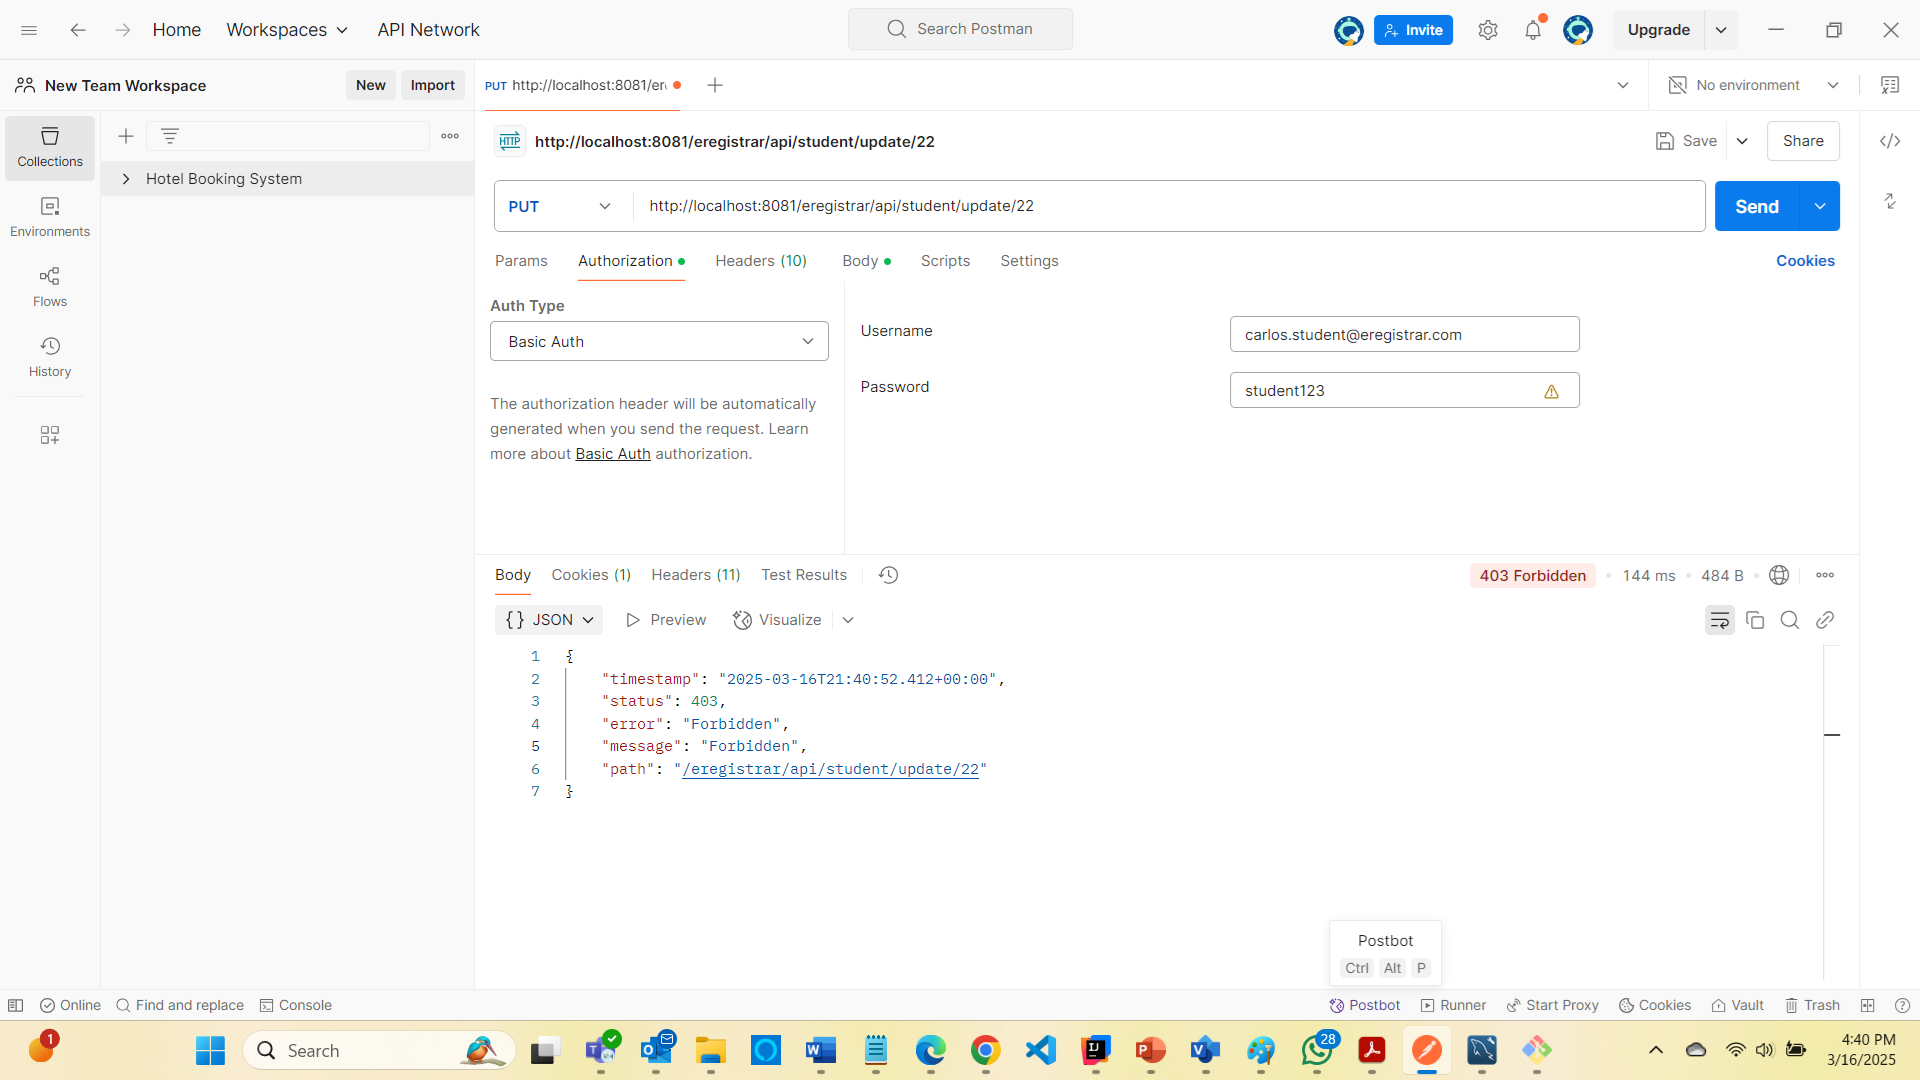 Home Workspaces API Network Search Postman Invite Upgrade
New Team Workspace New Import PUT http://localhost:8081/er No environment
http://localhost:8081/eregistrar/api/student/update/22 Save Share
HTTP
Collections
Hotel Booking System
PUT http://localhost:8081/eregistrar/api/student/update/22 Send
Environments
Params Authorization Headers (10) Body Scripts Settings Cookies
Flows
Auth Type
Basic Auth
Username carlos.student@eregistrar.com
History
Password student123
The authorization header will be automatically
generated when you send the request. Learn
more about Basic Auth authorization.
Body Cookies (1) Headers (11) Test Results 403 Forbidden 144 ms 484 B
{} JSON Preview Visualize
1 {
2 "timestamp": "2025-03-16T21:40:52.412+00:00",
3 "status": 403,
4 "error": "Forbidden",
5 "message": "Forbidden",
6 "path": "/eregistrar/api/student/update/22"
7 }
Postbot
Ctrl Alt P
Online Find and replace Console Postbot Runner Start Proxy Cookies Vault Trash
1 Search 28 4:40 PM
3/16/2025